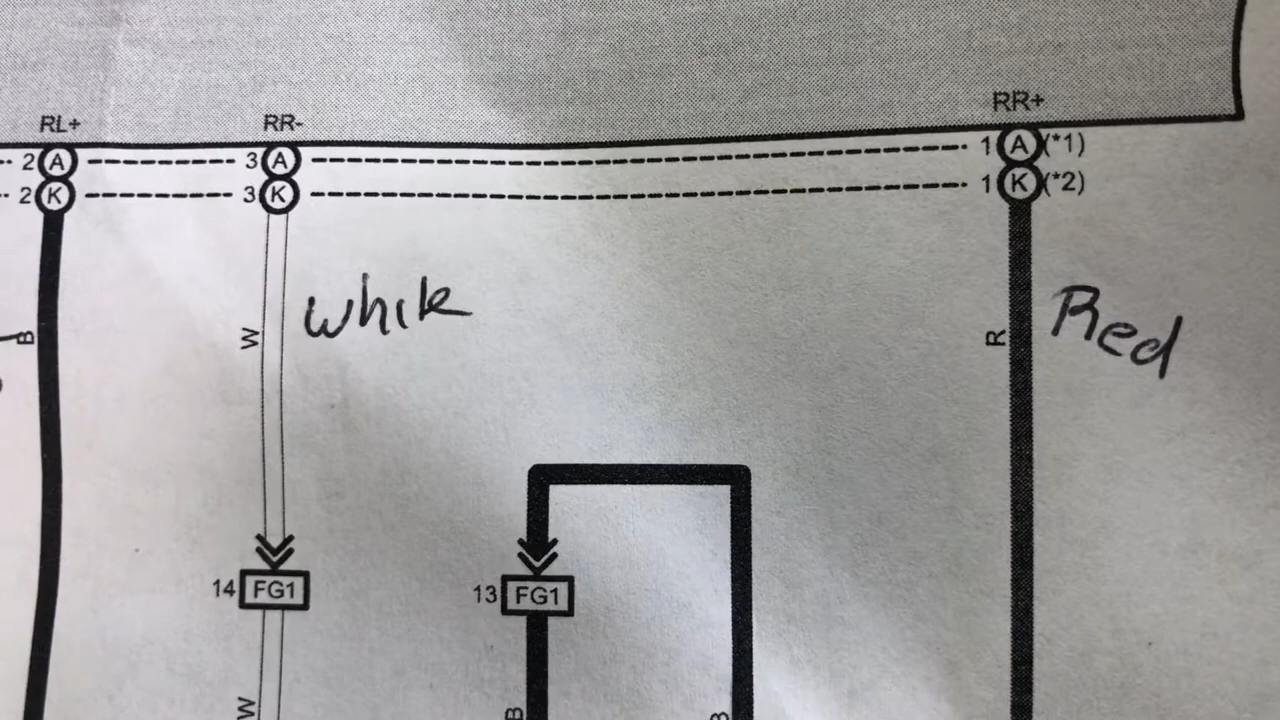 RL+ RR- RR+
2 A 3 A 1 A (*1)
2 K 3 K 1 K (*2)
B W White R Red
14 FG1 13 FG1
W B B